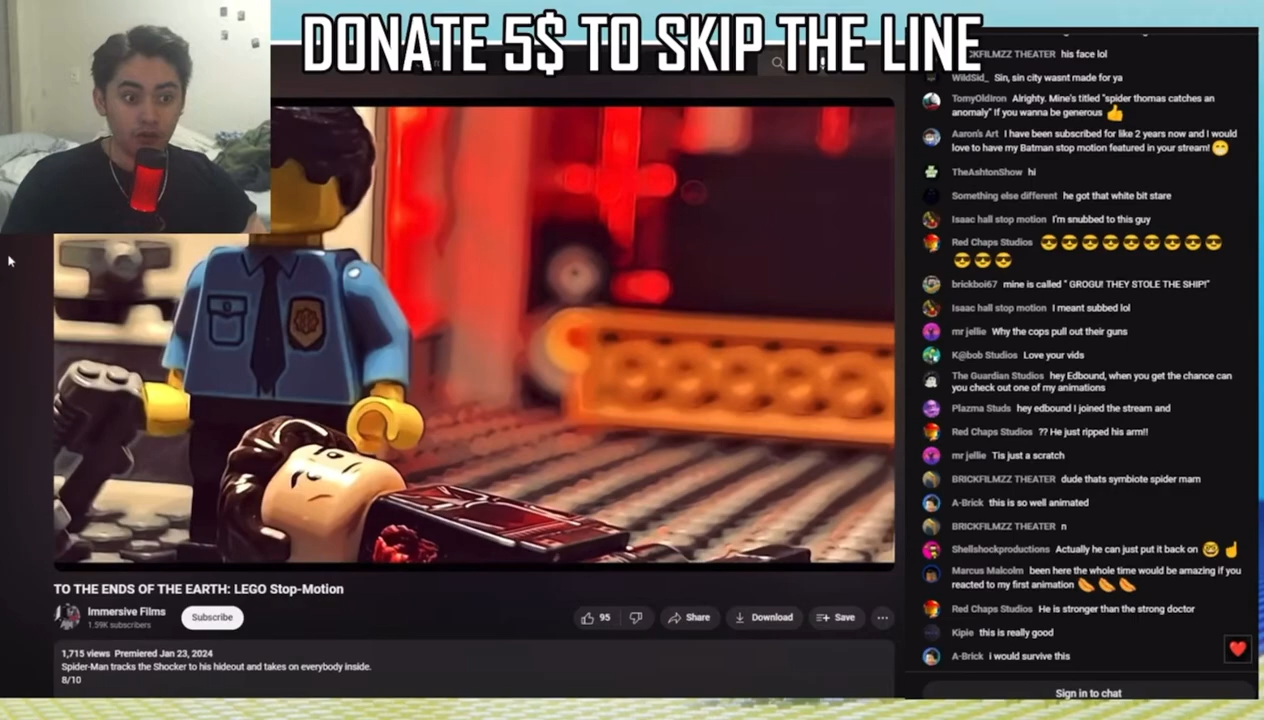 DONATE 5$ TO SKIP THE LINE
TO THE ENDS OF THE EARTH: LEGO Stop-Motion
Immersive Films
1.59K subscribers
Subscribe
95
Share
Download
Save
1,715 views Premiered Jan 23, 2024
Spider-Man tracks the Shocker to his hideout and takes on everybody inside.
8/10
CKFILMZZ THEATER his face lol
WildSid_ Sin, sin city wasnt made for ya
TomyOldIron Alrighty. Mine's titled "spider thomas catches an
anomaly" If you wanna be generous 👍
Aaron's Art I have been subscribed for like 2 years now and I would
love to have my Batman stop motion featured in your stream! 😁
TheAshtonShow hi
Something else different he got that white bit stare
Isaac hall stop motion I'm snubbed to this guy
Red Chaps Studios 😎😎😎😎😎😎😎😎😎
😎😎😎
brickboi67 mine is called " GROGU! THEY STOLE THE SHIP!"
Isaac hall stop motion I meant subbed lol
mr jellie Why the cops pull out their guns
K@bob Studios Love your vids
The Guardian Studios hey Edbound, when you get the chance can
you check out one of my animations
Plazma Studs hey edbound I joined the stream and
Red Chaps Studios ?? He just ripped his arm!!
mr jellie Tis just a scratch
BRICKFILMZZ THEATER dude thats symbiote spider mam
A-Brick this is so well animated
BRICKFILMZZ THEATER n
Shellshockproductions Actually he can just put it back on 🤓☝
Marcus Malcolm been here the whole time would be amazing if you
reacted to my first animation
Red Chaps Studios He is stronger than the strong doctor
Kipie this is really good
A-Brick i would survive this
Sign in to chat